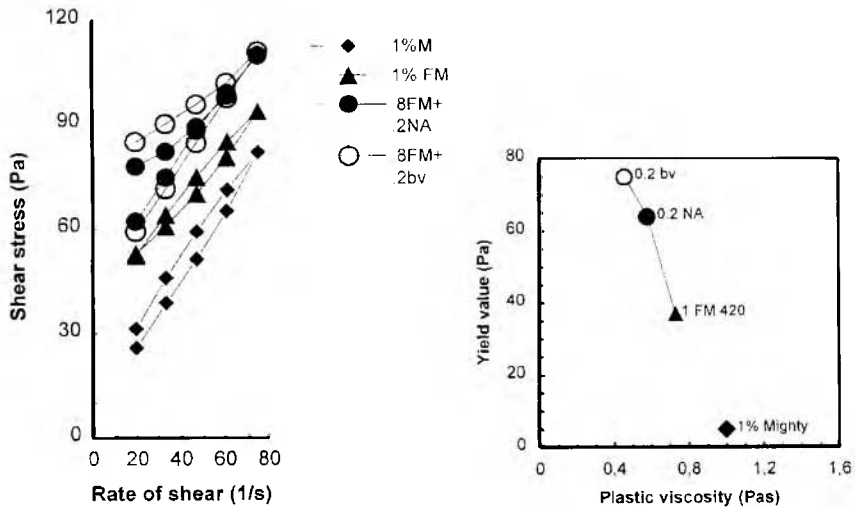 120
90
60
30
0
Shear stress (Pa)
0 20 40 60 80
Rate of shear (1/s)
1%M
1% FM
.8FM+
.2NA
.8FM+
.2bv
80
60
40
20
0
Yield value (Pa)
0.2 bv
0.2 NA
1 FM 420
1% Mighty
0 0,4 0,8 1,2 1,6
Plastic viscosity (Pas)